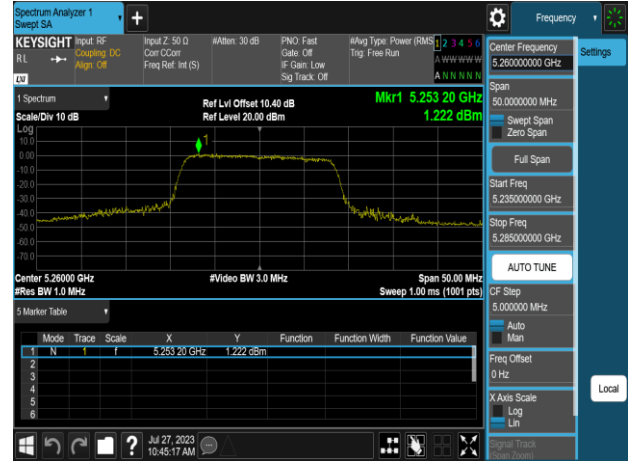 Spectrum Analyzer 1
Swept SA
+
Frequency
KEYSIGHT
RL
LXI
Input: RF
Coupling: DC
Align: Off
Input Z: 50 Ω
Corr CCorr
Freq Ref: Int (S)
#Atten: 30 dB
PNO: Fast
Gate: Off
IF Gain: Low
Sig Track: Off
#Avg Type: Power (RMS
Trig: Free Run
1 2 3 4 5 6
A W W W W W
A N N N N N
Center Frequency
5.260000000 GHz
Settings
Span
50.0000000 MHz
Swept Span
Zero Span
Full Span
Start Freq
5.235000000 GHz
Stop Freq
5.285000000 GHz
AUTO TUNE
CF Step
5.000000 MHz
Auto
Man
Freq Offset
0 Hz
X Axis Scale
Log
Lin
Signal Track
(Span Zoom)
Local
1 Spectrum
Scale/Div 10 dB
Ref Lvl Offset 10.40 dB
Ref Level 20.00 dBm
Mkr1 5.253 20 GHz
1.222 dBm
Log
10.0
0.00
-10.0
-20.0
-30.0
-40.0
-50.0
-60.0
-70.0
1
Center 5.26000 GHz
#Res BW 1.0 MHz
#Video BW 3.0 MHz
Span 50.00 MHz
Sweep 1.00 ms (1001 pts)
5 Marker Table
Mode Trace Scale X Y Function Function Width Function Value
1 N 1 f 5.253 20 GHz 1.222 dBm
2
3
4
5
6
?
Jul 27, 2023
10:45:17 AM